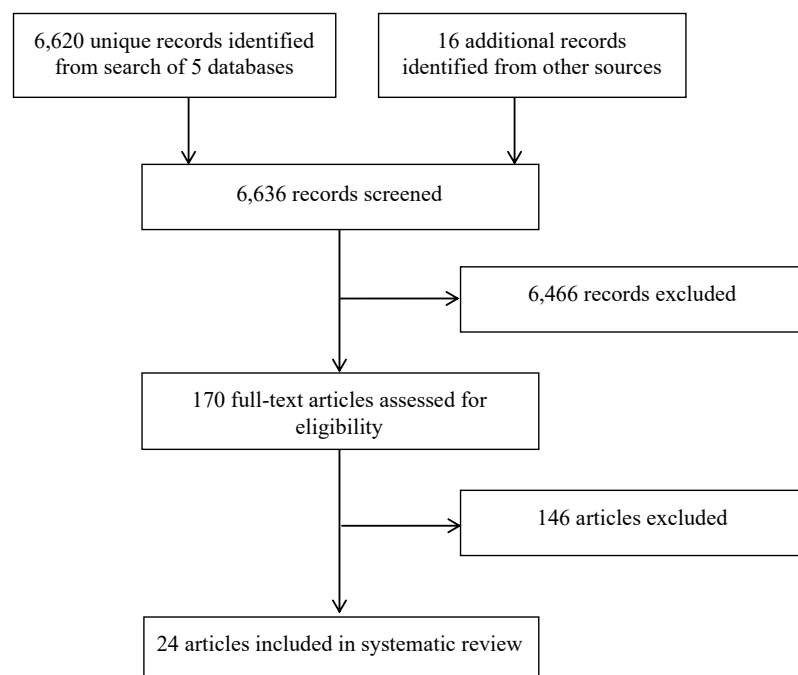 6,620 unique records identified
from search of 5 databases
16 additional records
identified from other sources
6,636 records screened
6,466 records excluded
170 full-text articles assessed for
eligibility
146 articles excluded
24 articles included in systematic review